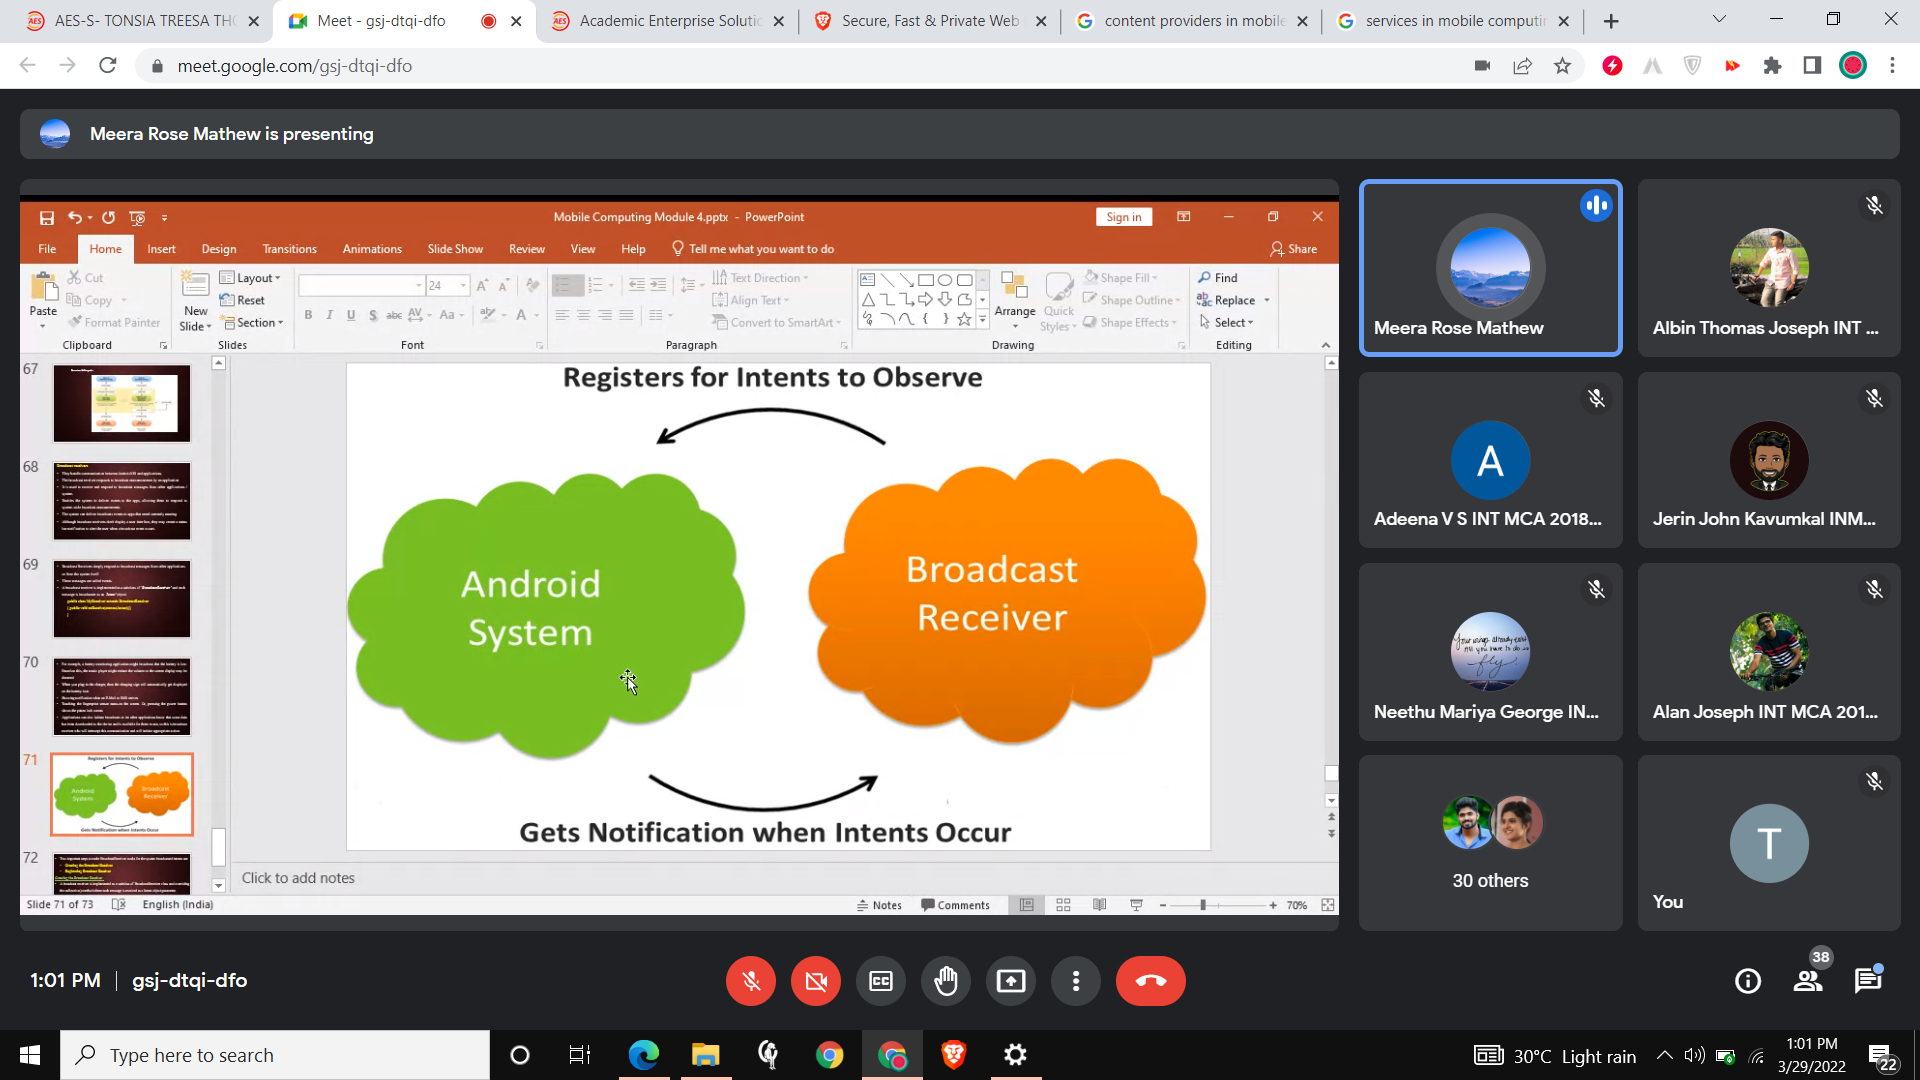 AES-S- TONSIA TREESA THO
Meet - gsj-dtqi-dfo
Academic Enterprise Solutio
Secure, Fast & Private Web
content providers in mobile
services in mobile computin
meet.google.com/gsj-dtqi-dfo
Meera Rose Mathew is presenting
Mobile Computing Module 4.pptx - PowerPoint
Sign in
File Home Insert Design Transitions Animations Slide Show Review View Help Tell me what you want to do Share
Paste
Cut
Copy
Format Painter
Clipboard
New
Slide
Layout
Reset
Section
Slides
24
Font
Text Direction
Align Text
Convert to SmartArt
Paragraph
Arrange
Quick
Styles
Shape Fill
Shape Outline
Shape Effects
Drawing
Find
Replace
Select
Editing
67
68
69
70
71
72
Registers for Intents to Observe
Android
System
Broadcast
Receiver
Gets Notification when Intents Occur
Click to add notes
Slide 71 of 73 English (India) Notes Comments 70%
Meera Rose Mathew
Albin Thomas Joseph INT ...
A
Adeena V S INT MCA 2018...
Jerin John Kavumkal INM...
Neethu Mariya George IN...
Alan Joseph INT MCA 201...
30 others
T
You
1:01 PM | gsj-dtqi-dfo
38
Type here to search
30°C Light rain
1:01 PM
3/29/2022
22